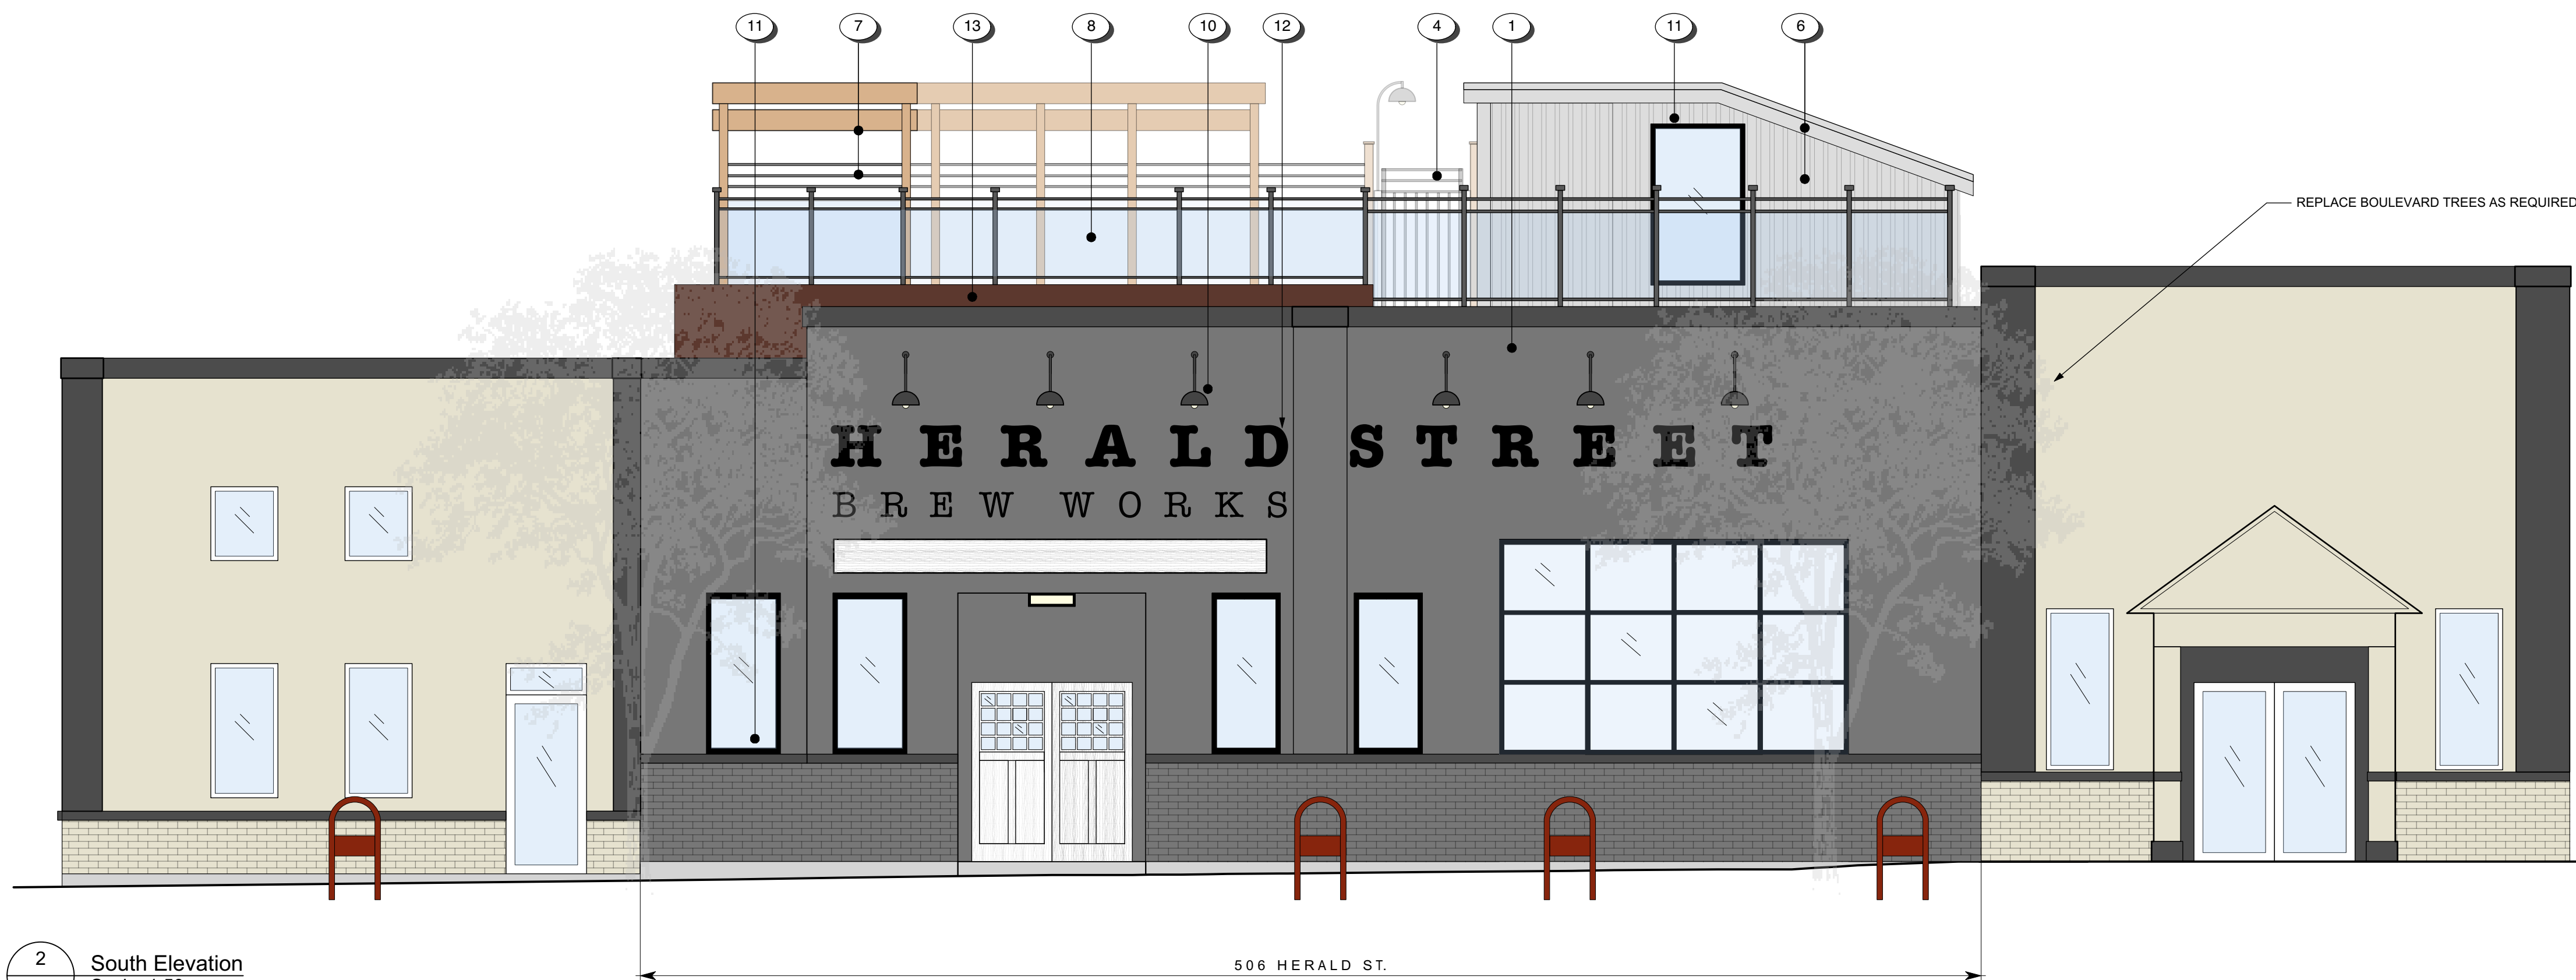 11 7 13 8 10 12 4 1 11 6
REPLACE BOULEVARD TREES AS REQUIRED
HERALD STREET
BREW WORKS
506 HERALD ST.
2
South Elevation